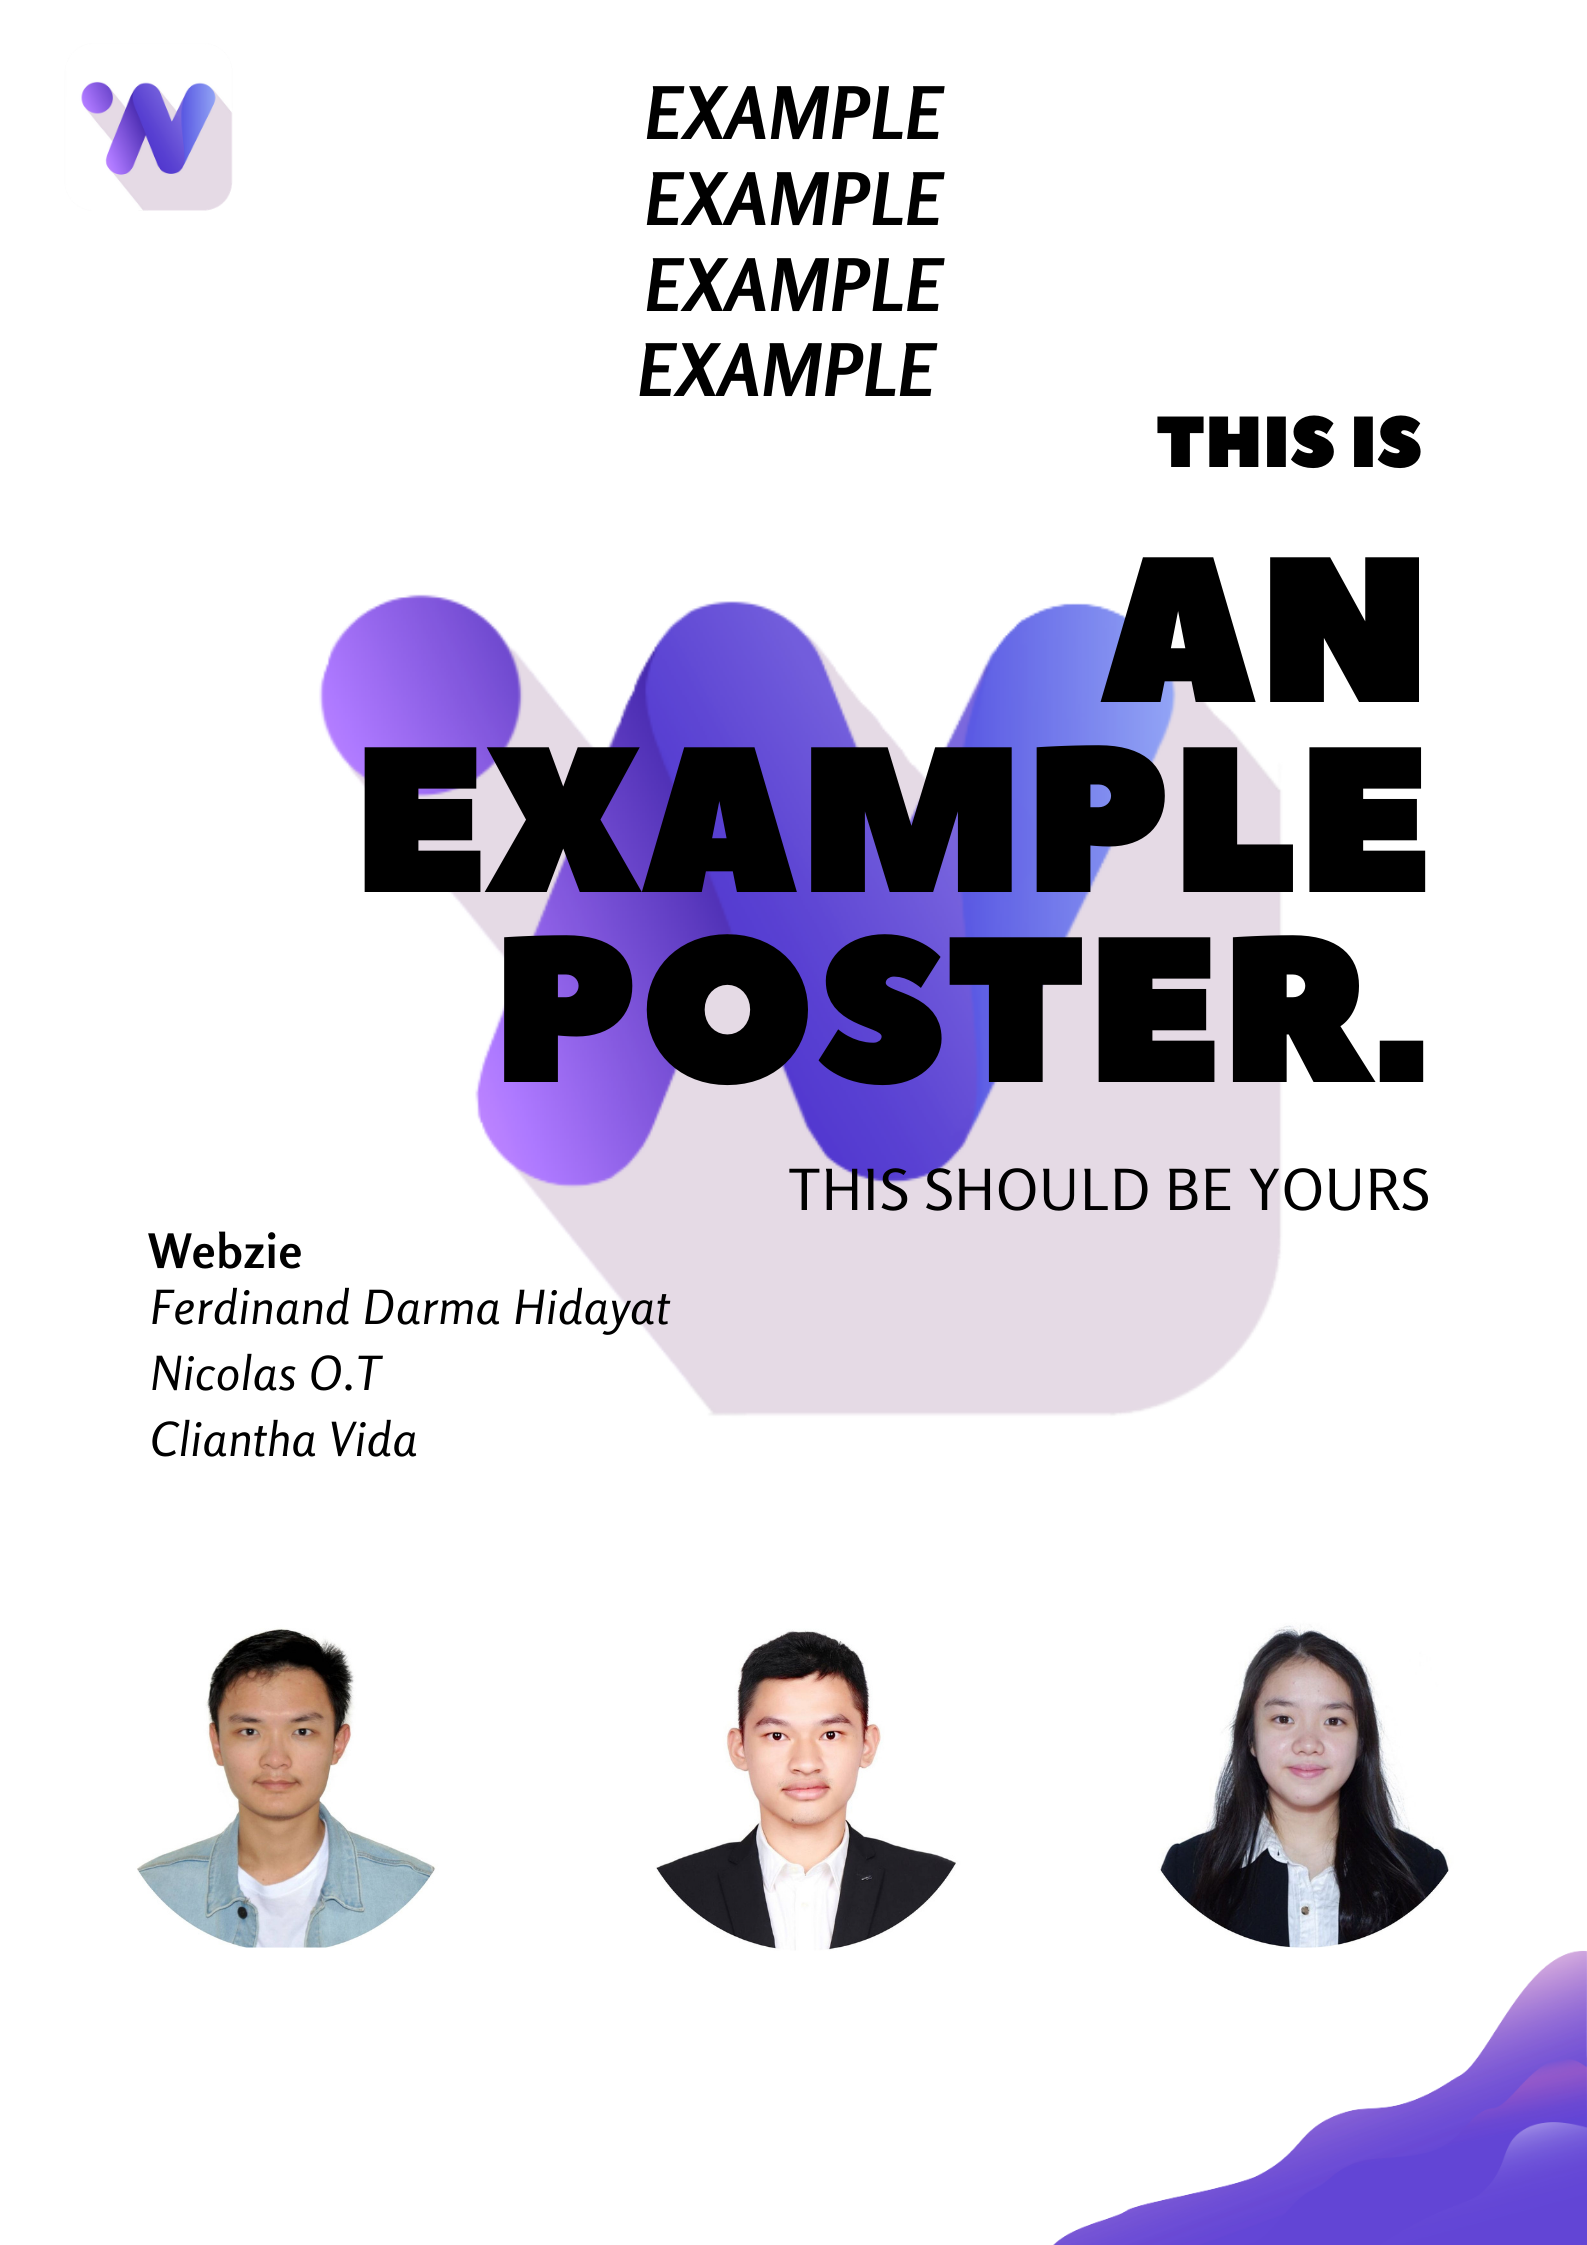 EXAMPLE
EXAMPLE
EXAMPLE
EXAMPLE
THIS IS
AN
EXAMPLE
POSTER.
THIS SHOULD BE YOURS
Webzie
Ferdinand Darma Hidayat
Nicolas O.T
Cliantha Vida